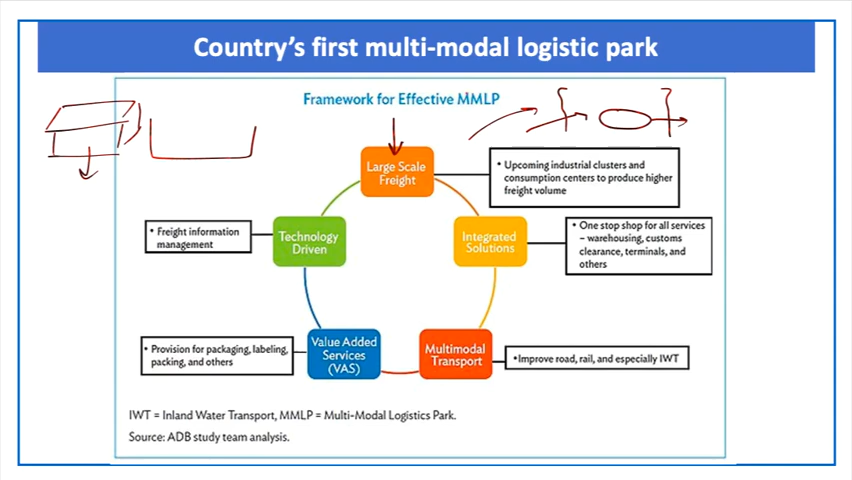 Country's first multi-modal logistic park
Framework for Effective MMLP
Large Scale
Freight
• Upcoming industrial clusters and
consumption centers to produce higher
freight volume
• Freight information
management
Technology
Driven
Integrated
Solutions
• One stop shop for all services
– warehousing, customs
clearance, terminals, and
others
• Provision for packaging, labeling,
packing, and others
Value Added
Services
(VAS)
Multimodal
Transport
• Improve road, rail, and especially IWT
IWT = Inland Water Transport, MMLP = Multi-Modal Logistics Park.
Source: ADB study team analysis.